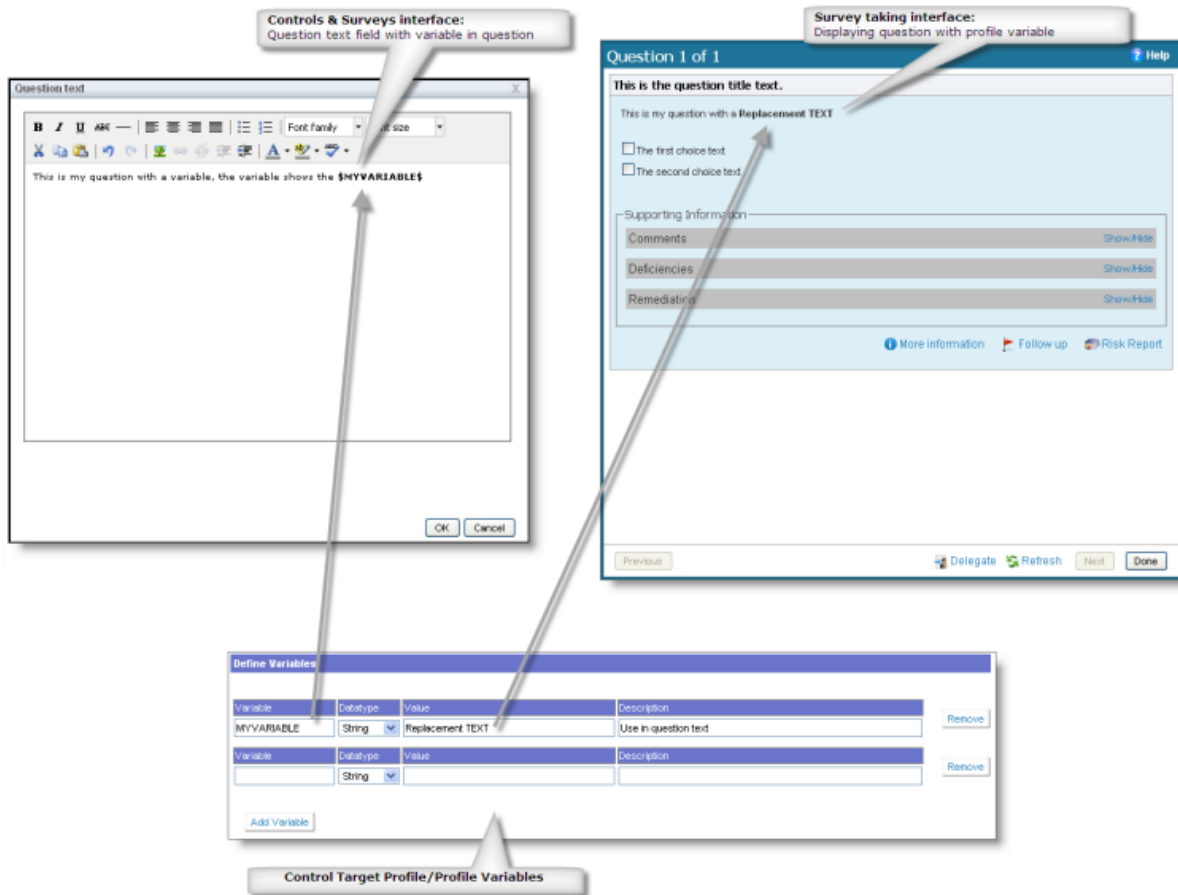 Controls & Surveys interface:
Question text field with variable in question
Survey taking interface:
Displaying question with profile variable
Question text
X
B I U ABC
Font family
size
This is my question with a variable, the variable shows the $MYVARIABLE$
OK Cancel
Question 1 of 1
Help
This is the question title text.
This is my question with a Replacement TEXT
The first choice text
The second choice text
Supporting Information
Comments Show/Hide
Deficiencies Show/Hide
Remediation Show/Hide
More information Follow up Risk Report
Previous Delegate Refresh Next Done
Define Variables
Variable Datatype Value Description
MYVARIABLE String Replacement TEXT Use in question text Remove
Variable Datatype Value Description
String Remove
Add Variable
Control Target Profile/Profile Variables